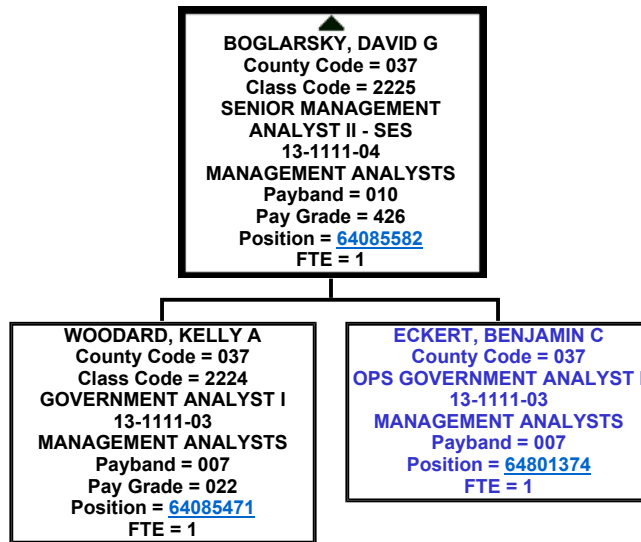 BOGLARSKY, DAVID G
County Code = 037
Class Code = 2225
SENIOR MANAGEMENT
ANALYST II - SES
13-1111-04
MANAGEMENT ANALYSTS
Payband = 010
Pay Grade = 426
Position = 64085582
FTE = 1
WOODARD, KELLY A
County Code = 037
Class Code = 2224
GOVERNMENT ANALYST I
13-1111-03
MANAGEMENT ANALYSTS
Payband = 007
Pay Grade = 022
Position = 64085471
FTE = 1
ECKERT, BENJAMIN C
County Code = 037
OPS GOVERNMENT ANALYST
13-1111-03
MANAGEMENT ANALYSTS
Payband = 007
Position = 64801374
FTE = 1